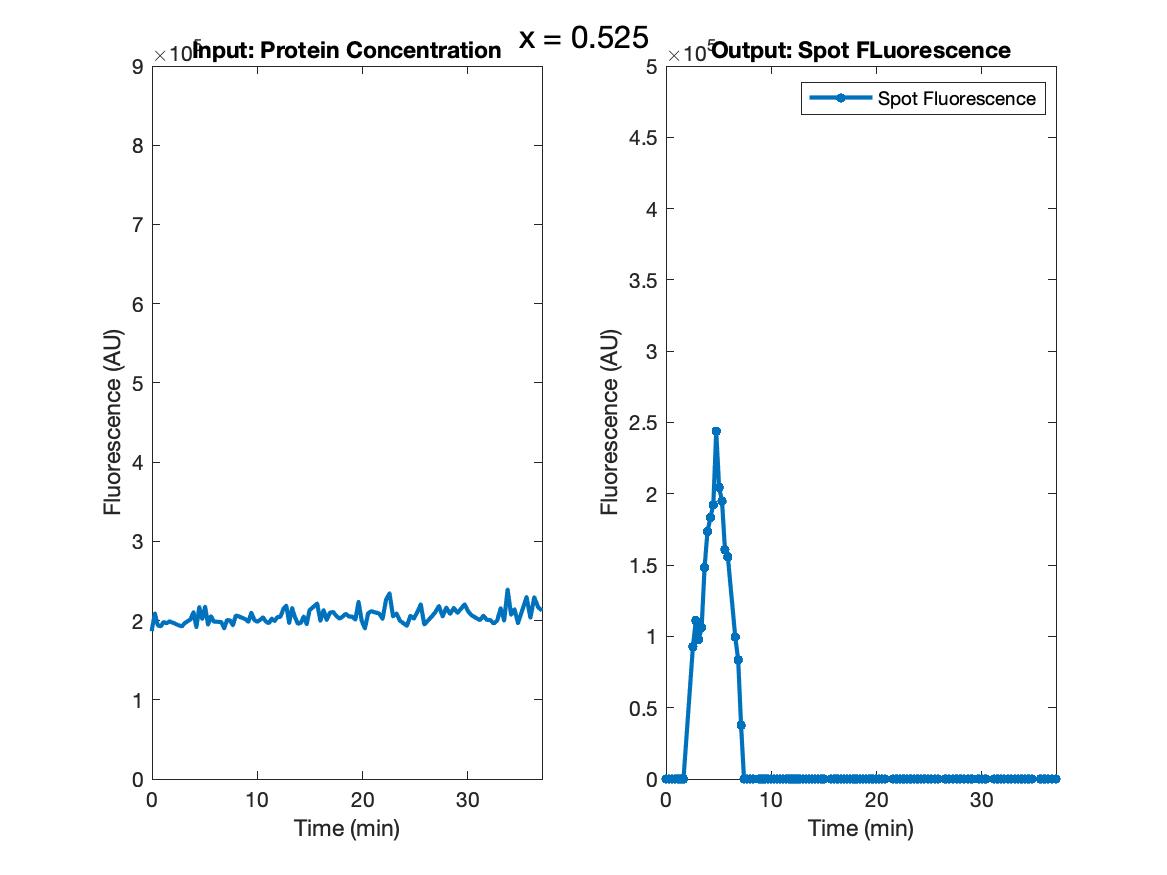 x = 0.525
×10⁵
Input: Protein Concentration
9
8
7
6
5
4
3
2
1
0
0 10 20 30
Fluorescence (AU)
Time (min)
×10⁵
Output: Spot FLuorescence
Spot Fluorescence
5
4.5
4
3.5
3
2.5
2
1.5
1
0.5
0
0 10 20 30
Fluorescence (AU)
Time (min)